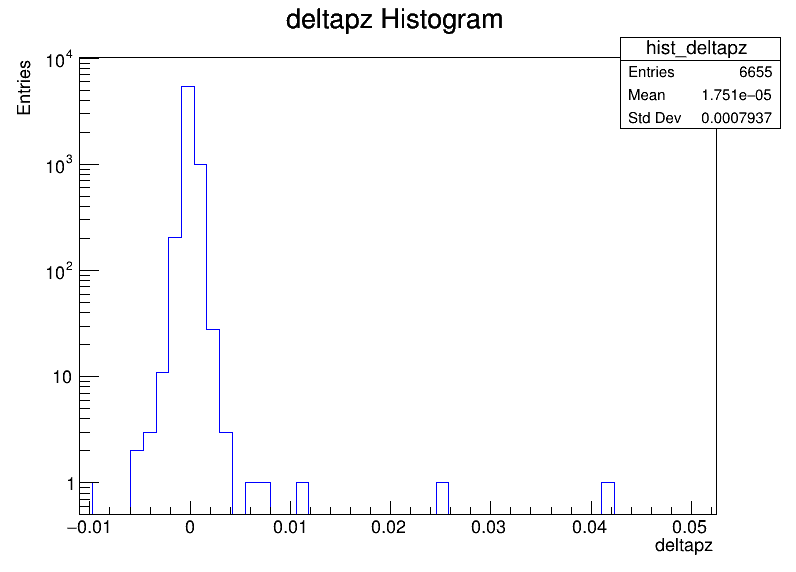 deltapz Histogram
hist_deltapz
Entries 6655
Mean 1.751e−05
Std Dev 0.0007937
Entries
10^4
10^3
10^2
10
1
−0.01 0 0.01 0.02 0.03 0.04 0.05
deltapz